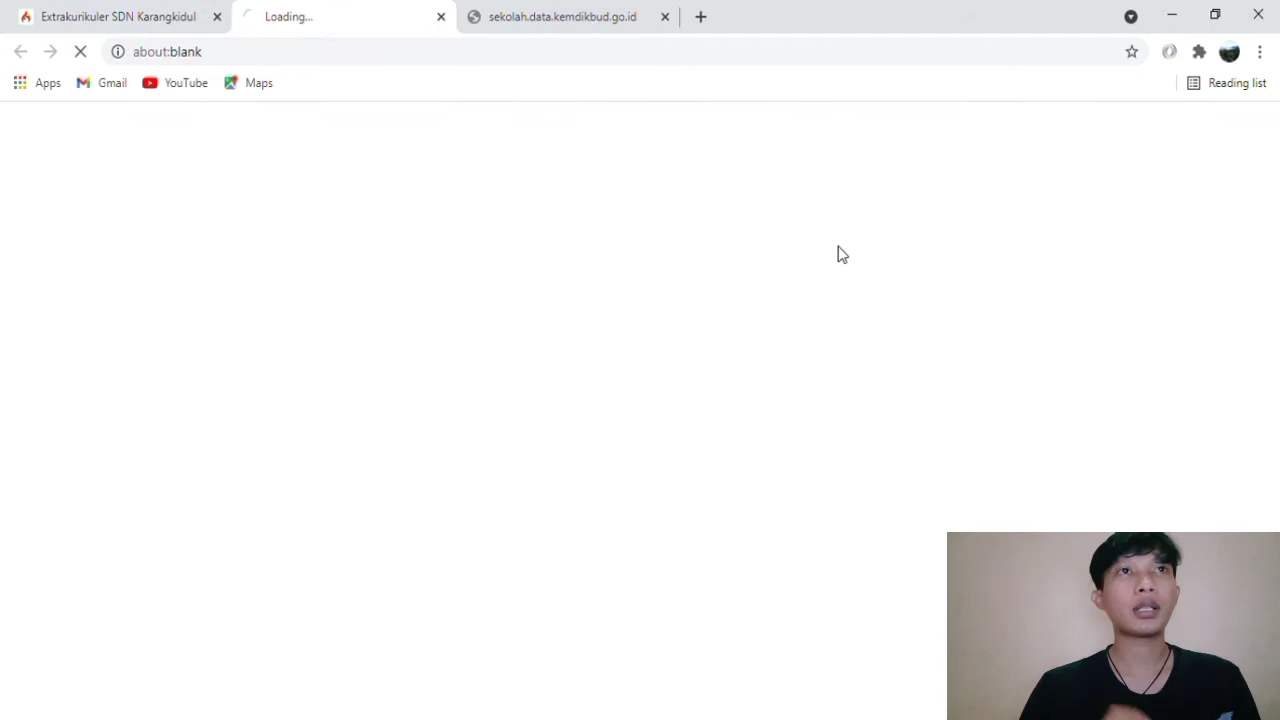 Extrakurikuler SDN Karangkidul
Loading...
sekolah.data.kemdikbud.go.id
about:blank
Apps
Gmail
YouTube
Maps
Reading list